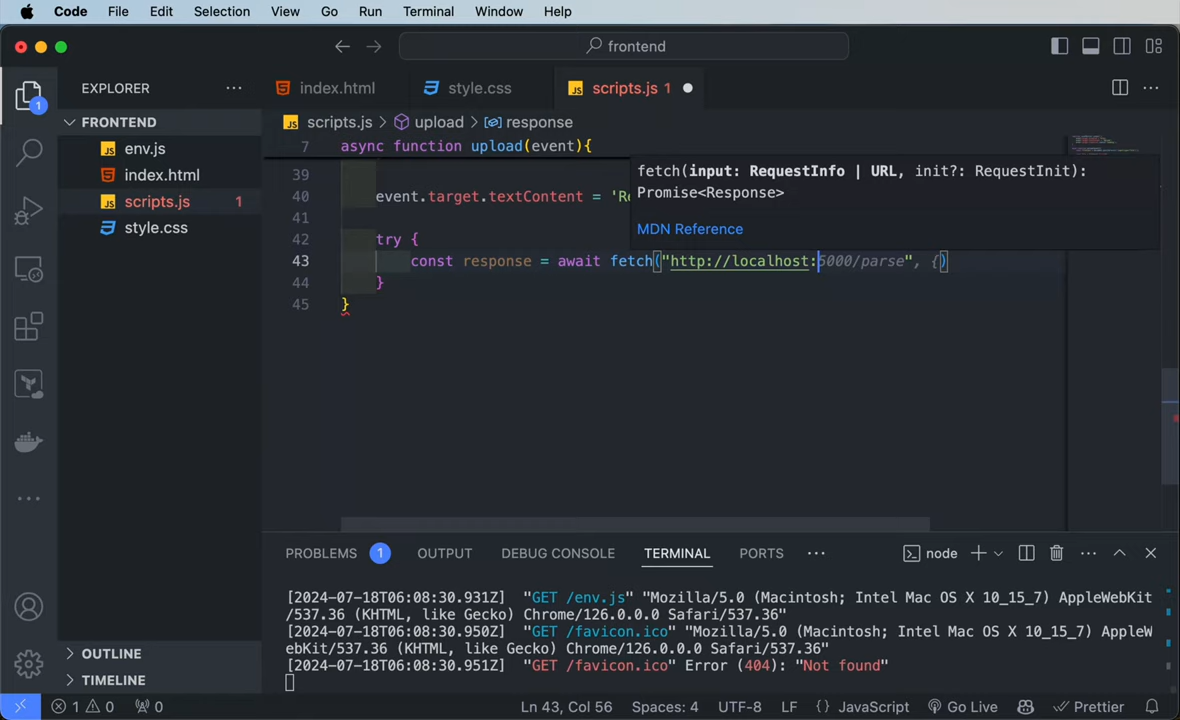 Code File Edit Selection View Go Run Terminal Window Help
frontend
EXPLORER
index.html
style.css
scripts.js 1
FRONTEND
env.js
index.html
scripts.js 1
style.css
OUTLINE
TIMELINE
1
scripts.js > upload > response
7 async function upload(event){
39
40 event.target.textContent = 'R
41
42 try {
43 const response = await fetch("http://localhost:5000/parse", {)
44 }
45 }
fetch(input: RequestInfo | URL, init?: RequestInit):
Promise<Response>
MDN Reference
PROBLEMS 1 OUTPUT DEBUG CONSOLE TERMINAL PORTS node
[2024-07-18T06:08:30.931Z] "GET /env.js" "Mozilla/5.0 (Macintosh; Intel Mac OS X 10_15_7) AppleWebKit
/537.36 (KHTML, like Gecko) Chrome/126.0.0.0 Safari/537.36"
[2024-07-18T06:08:30.950Z] "GET /favicon.ico" "Mozilla/5.0 (Macintosh; Intel Mac OS X 10_15_7) AppleW
ebKit/537.36 (KHTML, like Gecko) Chrome/126.0.0.0 Safari/537.36"
[2024-07-18T06:08:30.951Z] "GET /favicon.ico" Error (404): "Not found"
1 0 0 Ln 43, Col 56 Spaces: 4 UTF-8 LF {} JavaScript Go Live Prettier